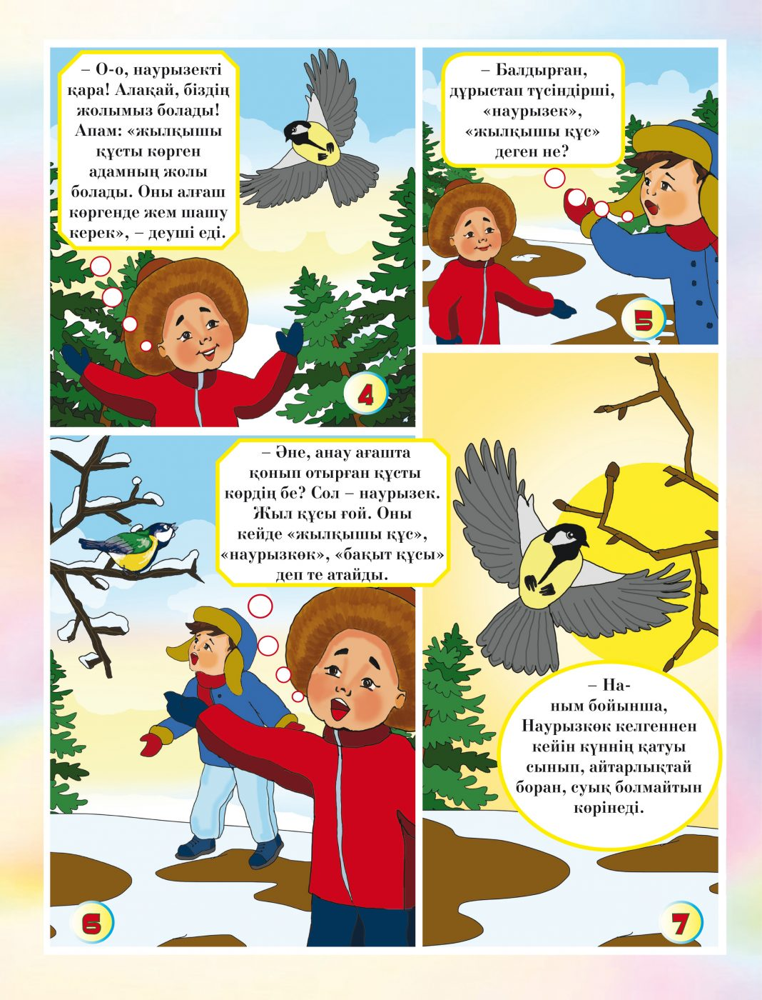 – О-о, наурызекті
қара! Алақай, біздің
жолымыз болады!
Апам: «жылқышы
құсты көрген
адамның жолы
болады. Оны алғаш
көргенде жем шашу
керек», – деуші еді.
4
– Балдырған,
дұрыстап түсіндірші,
«наурызек»,
«жылқышы құс»
деген не?
5
– Әне, анау ағашта
қонып отырған құсты
көрдің бе? Сол – наурызек.
Жыл құсы ғой. Оны
кейде «жылқышы құс»,
«наурызкөк», «бақыт құсы»
деп те атайды.
6
– На-
ным бойынша,
Наурызкөк келгеннен
кейін күннің қатуы
сынып, айтарлықтай
боран, суық болмайтын
көрінеді.
7